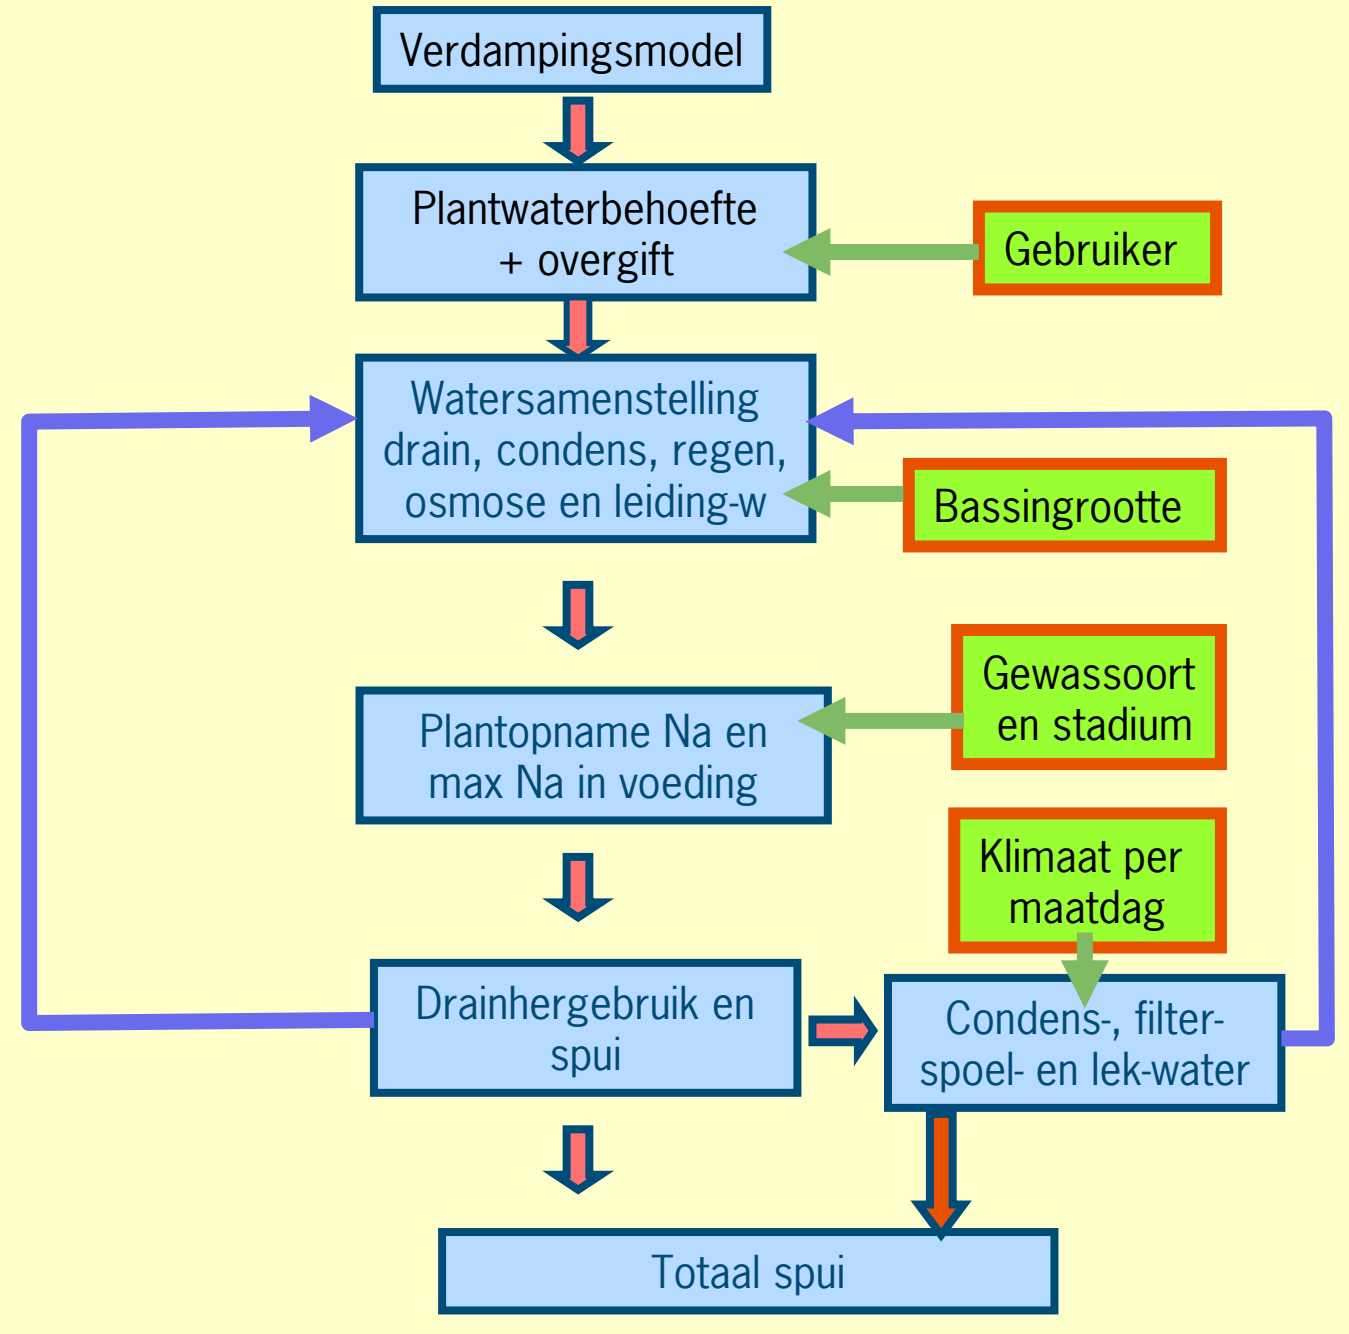 Verdampingsmodel
Plantwaterbehoefte
+ overgift
Gebruiker
Watersamenstelling
drain, condens, regen,
osmose en leiding-w
Bassingrootte
Gewassoort
en stadium
Plantopname Na en
max Na in voeding
Klimaat per
maatdag
Drainhergebruik en
spui
Condens-, filter-
spoel- en lek-water
Totaal spui